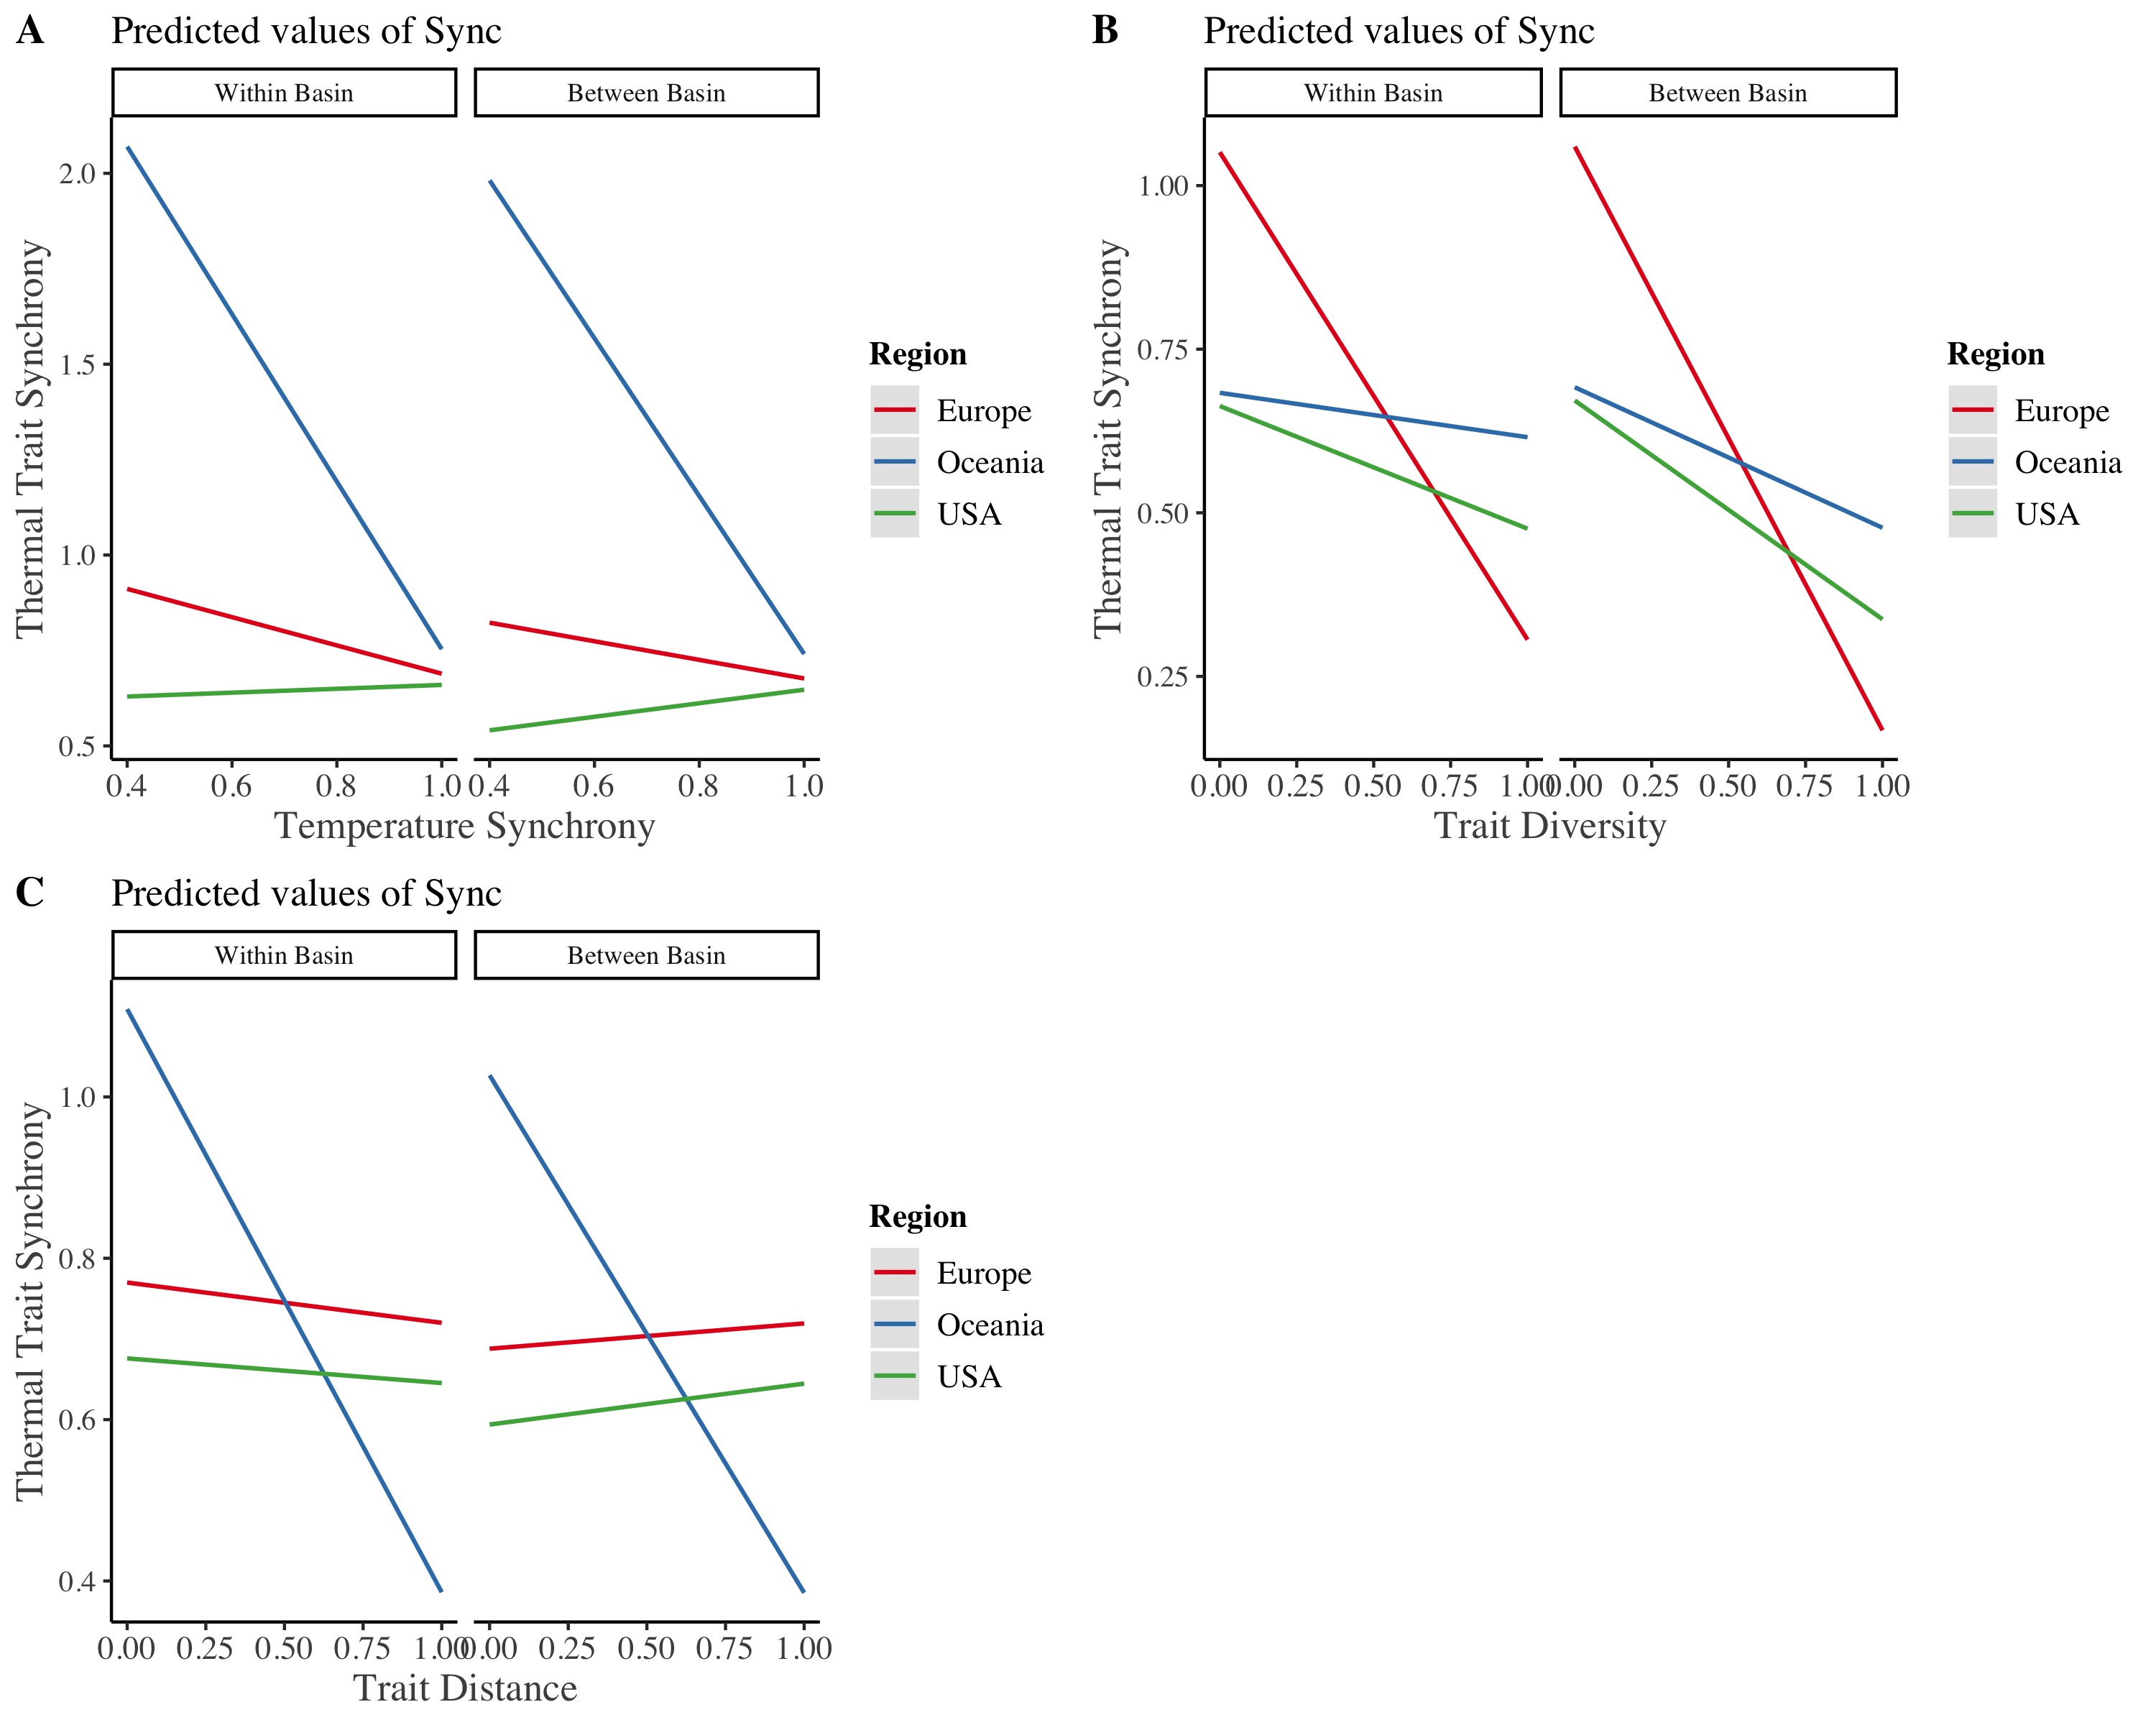 A Predicted values of Sync
Within Basin Between Basin
Thermal Trait Synchrony
2.0
1.5
1.0
0.5
0.4 0.6 0.8 1.0 0.4 0.6 0.8 1.0
Temperature Synchrony
Region
Europe
Oceania
USA
B Predicted values of Sync
Within Basin Between Basin
Thermal Trait Synchrony
1.00
0.75
0.50
0.25
0.00 0.25 0.50 0.75 1.00 0.00 0.25 0.50 0.75 1.00
Trait Diversity
Region
Europe
Oceania
USA
C Predicted values of Sync
Within Basin Between Basin
Thermal Trait Synchrony
1.0
0.8
0.6
0.4
0.00 0.25 0.50 0.75 1.00 0.00 0.25 0.50 0.75 1.00
Trait Distance
Region
Europe
Oceania
USA